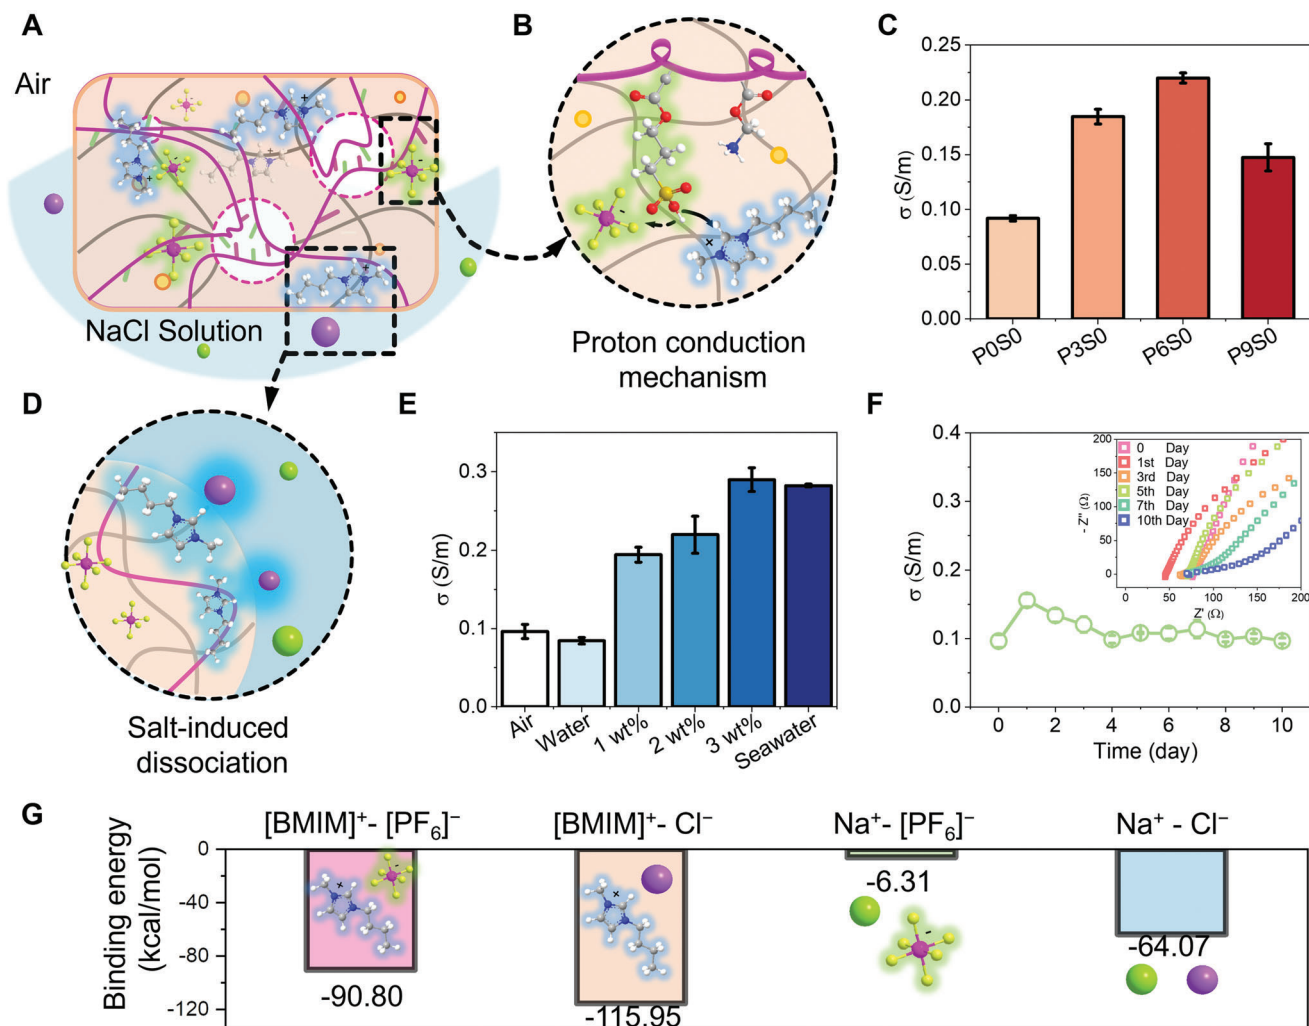 A
Air
NaCl Solution
B
Proton conduction
mechanism
C
σ (S/m)
0.25
0.20
0.15
0.10
0.05
0.00
P0S0
P3S0
P6S0
P9S0
D
Salt-induced
dissociation
E
σ (S/m)
0.3
0.2
0.1
0.0
Air
Water
1 wt%
2 wt%
3 wt%
Seawater
F
σ (S/m)
0.4
0.3
0.2
0.1
0.0
0
2
4
6
8
10
Time (day)
- Z'' (Ω)
200
150
100
50
0
0 Day
1st Day
3rd Day
5th Day
7th Day
10th Day
0
50
100
150
200
Z' (Ω)
G
Binding energy
(kcal/mol)
0
-40
-80
-120
[BMIM]⁺- [PF₆]⁻
-90.80
[BMIM]⁺- Cl⁻
-115.95
Na⁺- [PF₆]⁻
-6.31
Na⁺ - Cl⁻
-64.07